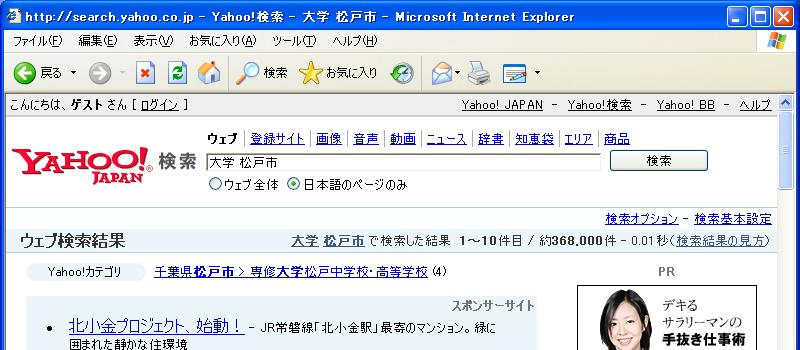 http://search.yahoo.co.jp - Yahoo!検索 - 大学 松戸市 - Microsoft Internet Explorer
ファイル(F) 編集(E) 表示(V) お気に入り(A) ツール(T) ヘルプ(H)
戻る 検索 お気に入り
こんにちは、ゲスト さん [ ログイン ] Yahoo! JAPAN - Yahoo!検索 - Yahoo! BB - ヘルプ
ウェブ 登録サイト 画像 音声 動画 ニュース 辞書 知恵袋 エリア 商品
YAHOO! JAPAN 検索 大学 松戸市 検索
ウェブ全体 日本語のページのみ
検索オプション - 検索基本設定
ウェブ検索結果 大学 松戸市 で検索した結果 1～10件目 / 約368,000件 - 0.01秒(検索結果の見方)
Yahoo!カテゴリ 千葉県松戸市 > 専修大学松戸中学校・高等学校 (4)
PR
スポンサーサイト
北小金プロジェクト、始動！ - JR常磐線「北小金駅」最寄のマンション。緑に
囲まれた静かな住環境
デキる
サラリーマンの
手抜き仕事術